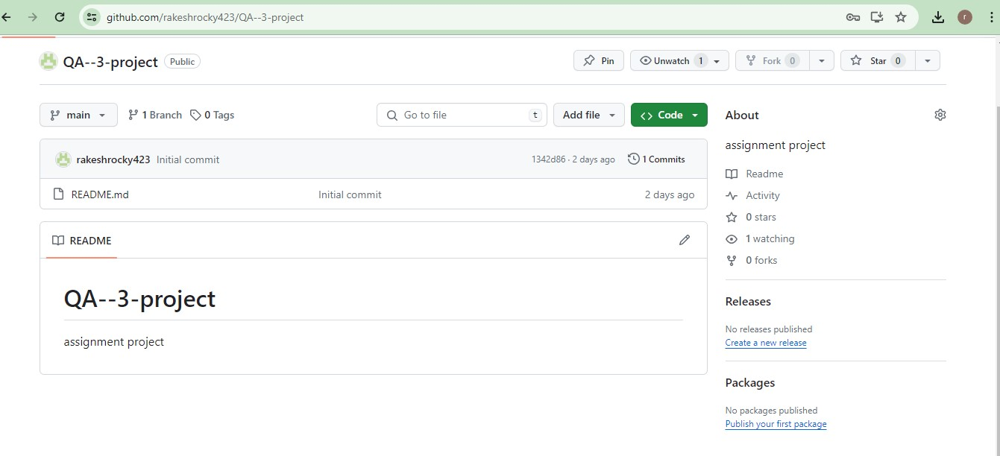 github.com/rakeshrocky423/QA--3-project
r
QA--3-project Public
Pin
Unwatch 1
Fork 0
Star 0
main
1 Branch
0 Tags
Go to file
t
Add file
Code
rakeshrocky423 Initial commit
1342d86 · 2 days ago
1 Commits
README.md
Initial commit
2 days ago
README
QA--3-project
assignment project
About
assignment project
Readme
Activity
0 stars
1 watching
0 forks
Releases
No releases published
Create a new release
Packages
No packages published
Publish your first package